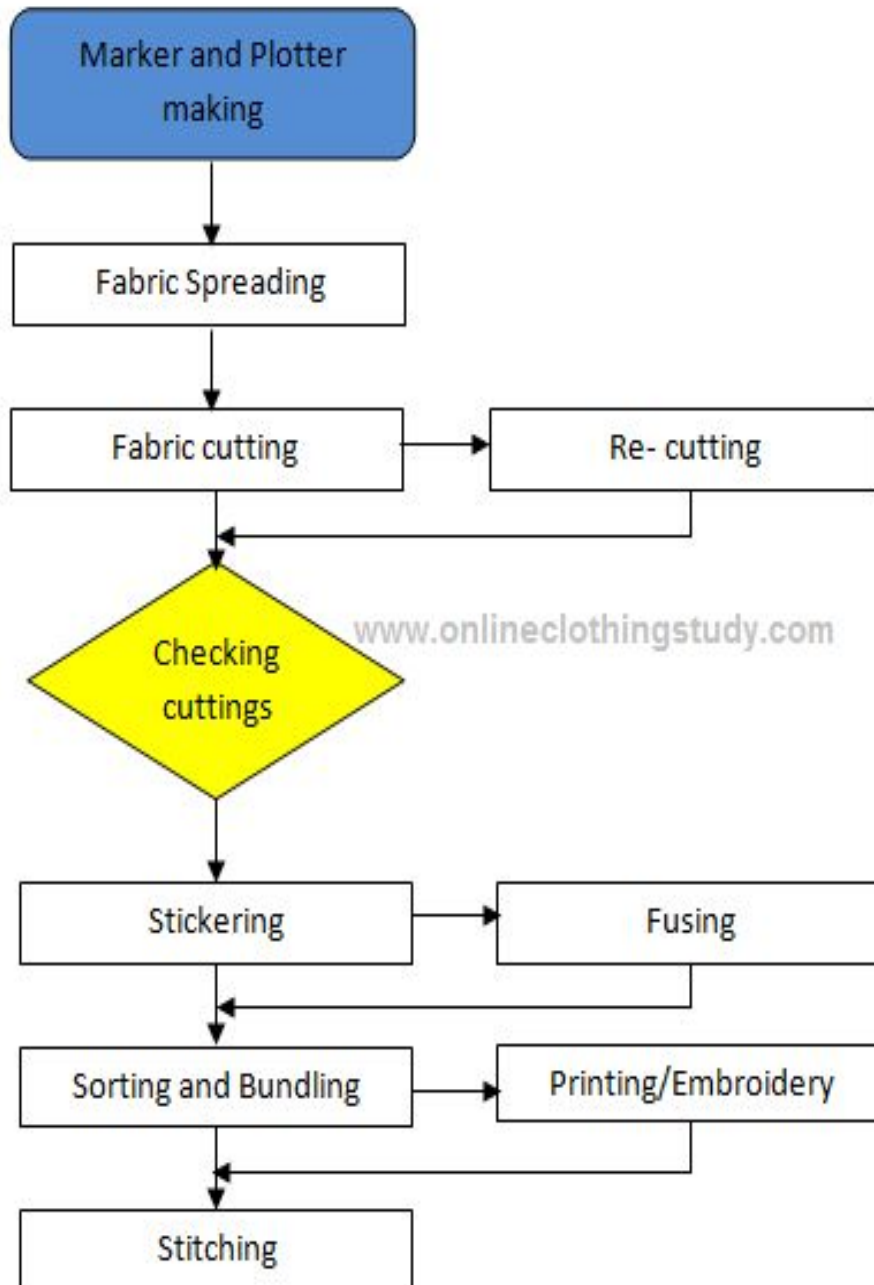 Marker and Plotter
making
Fabric Spreading
Fabric cutting
Re- cutting
www.onlineclothingstudy.com
Checking
cuttings
Stickering
Fusing
Sorting and Bundling
Printing/Embroidery
Stitching